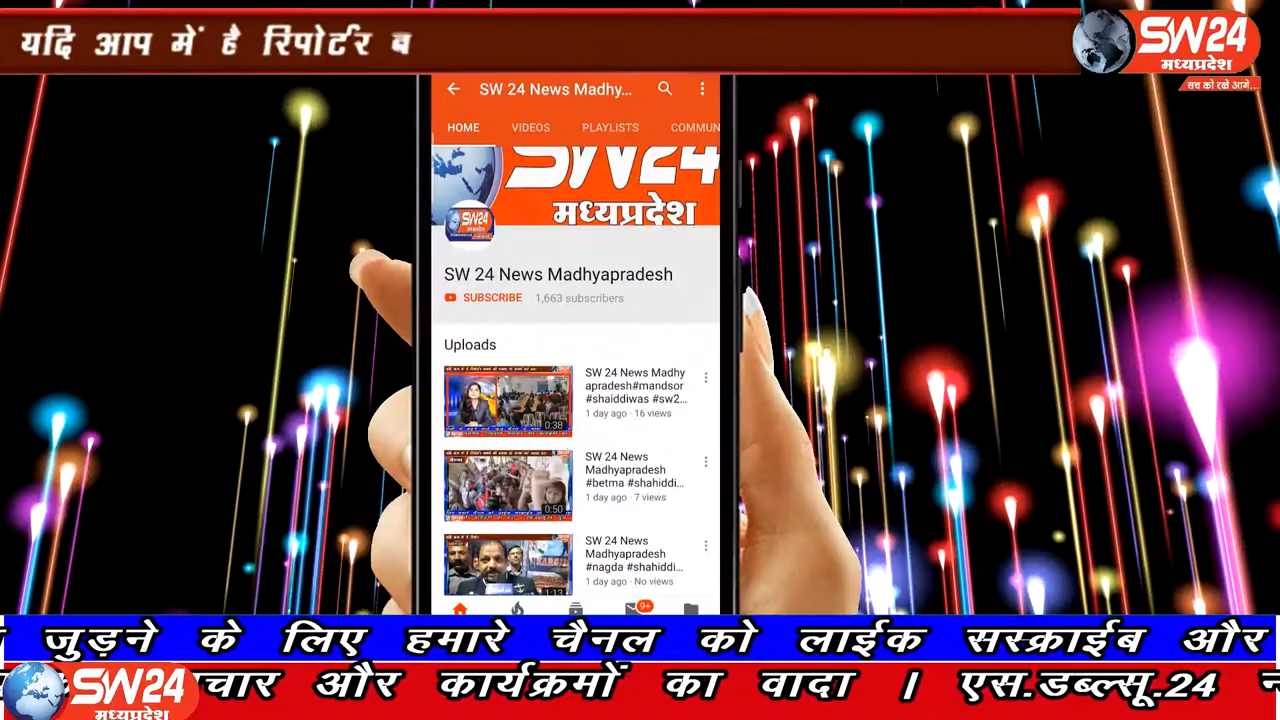 यदि आप में है रिपोर्टर ब
SW24
मध्यप्रदेश
सच को रखे आगे...
SW 24 News Madhy...
HOME VIDEOS PLAYLISTS COMMUN
SW24
मध्यप्रदेश
SW24
SW 24 News Madhyapradesh
SUBSCRIBE 1,663 subscribers
Uploads
SW 24 News Madhy
apradesh#mandsor
#shaiddiwas #sw2...
1 day ago · 16 views
0:38
SW 24 News
Madhyapradesh
#betma #shahiddi...
1 day ago · 7 views
0:50
SW 24 News
Madhyapradesh
#nagda #shahiddi...
1 day ago · No views
1:13
9+
जुड़ने के लिए हमारे चैनल को लाईक सस्क्राईब और
चार और कार्यक्रमों का वादा । एस.डब्ल्सू.24 न
SW24
मध्यप्रदेश